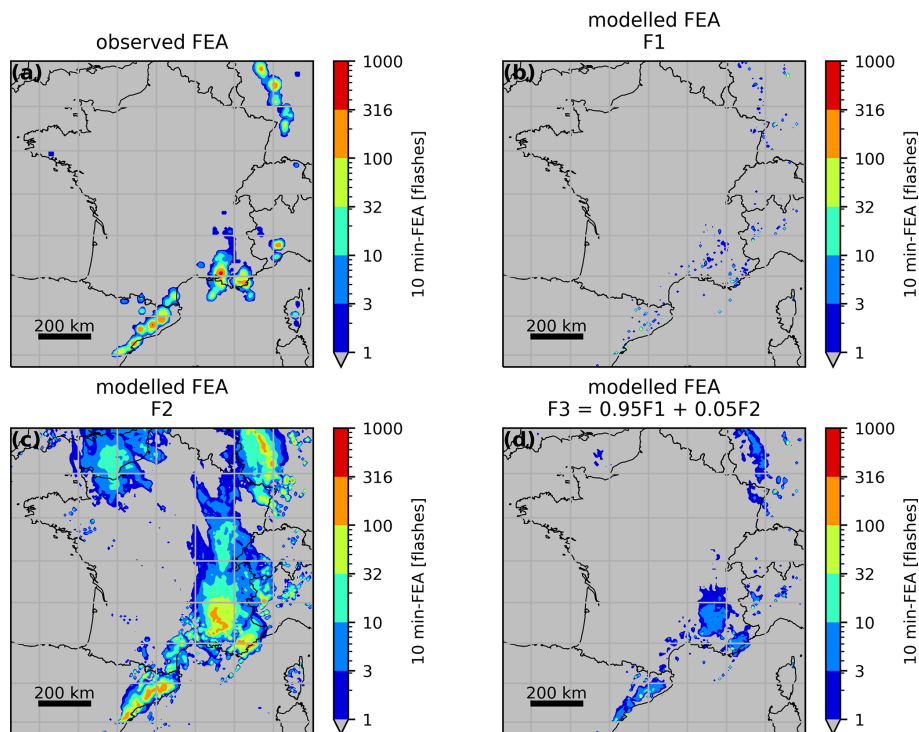 observed FEA
(a)
200 km
1000
316
100
32
10
3
1
10 min-FEA [flashes]
modelled FEA
F1
(b)
200 km
1000
316
100
32
10
3
1
10 min-FEA [flashes]
modelled FEA
F2
(c)
200 km
1000
316
100
32
10
3
1
10 min-FEA [flashes]
modelled FEA
F3 = 0.95F1 + 0.05F2
(d)
200 km
1000
316
100
32
10
3
1
10 min-FEA [flashes]